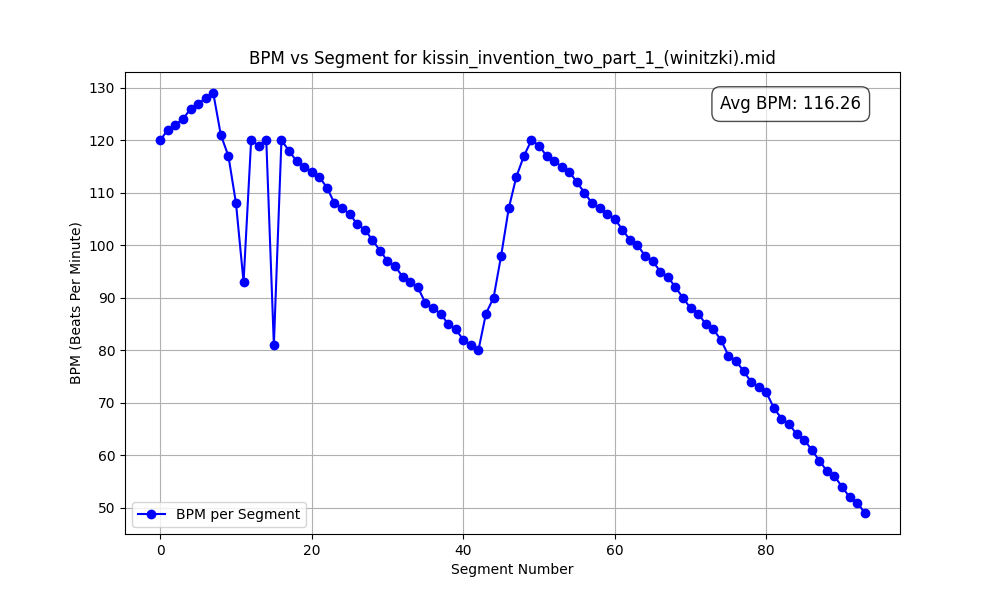 BPM vs Segment for kissin_invention_two_part_1_(winitzki).mid
Avg BPM: 116.26
BPM (Beats Per Minute)
130
120
110
100
90
80
70
60
50
BPM per Segment
0 20 40 60 80
Segment Number